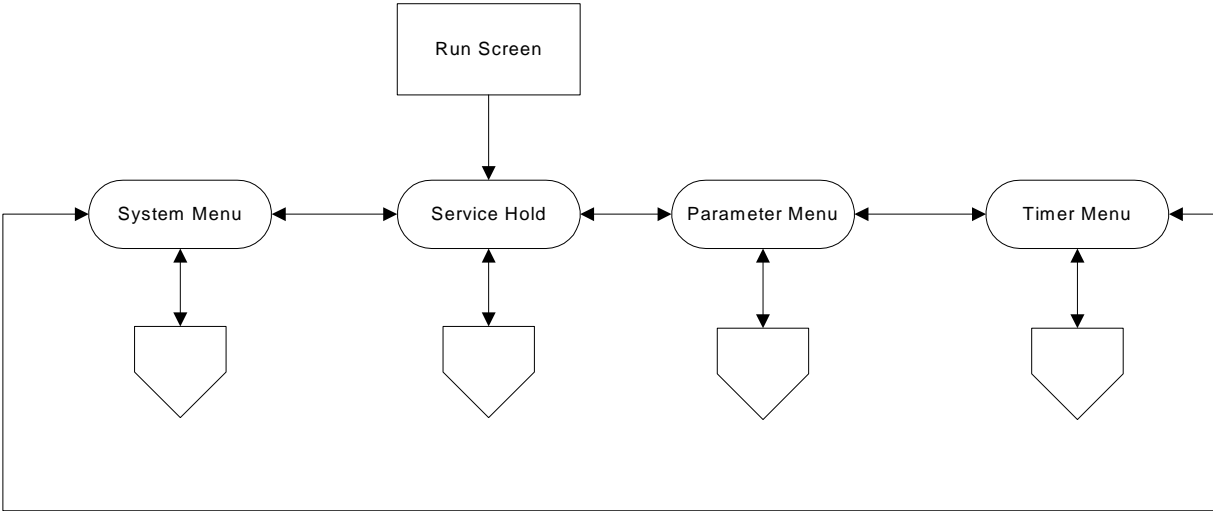 Run Screen
System Menu
Service Hold
Parameter Menu
Timer Menu